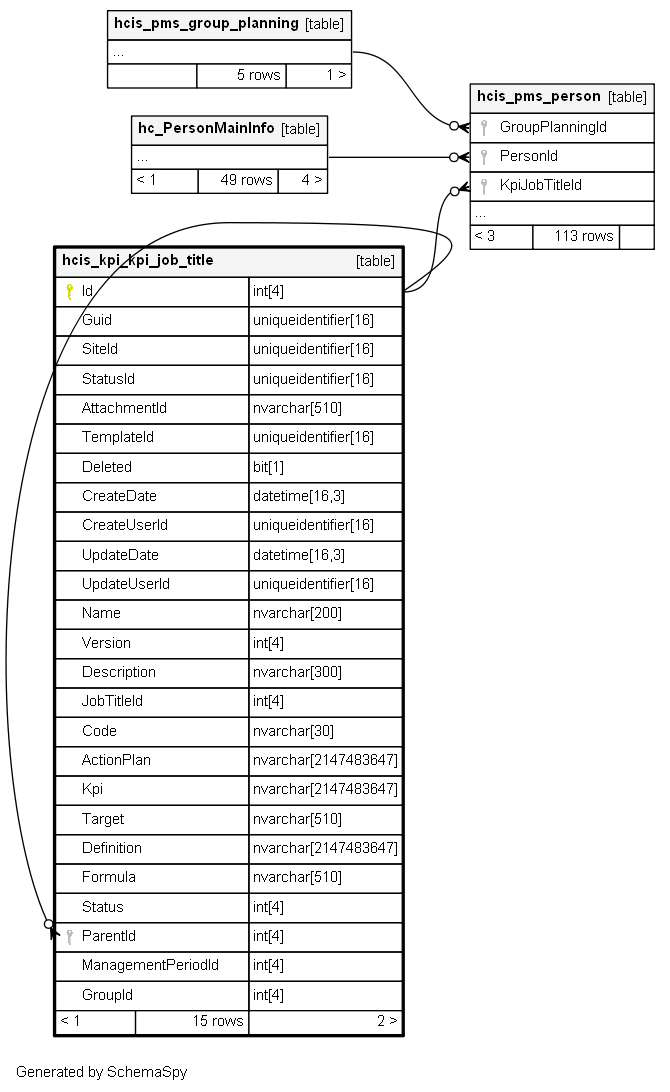 hcis_pms_group_planning [table]
...
5 rows 1 >
hc_PersonMainInfo [table]
...
< 1 49 rows 4 >
hcis_pms_person [table]
GroupPlanningId
PersonId
KpiJobTitleId
...
< 3 113 rows
hcis_kpi_kpi_job_title [table]
Id int[4]
Guid uniqueidentifier[16]
SiteId uniqueidentifier[16]
StatusId uniqueidentifier[16]
AttachmentId nvarchar[510]
TemplateId uniqueidentifier[16]
Deleted bit[1]
CreateDate datetime[16,3]
CreateUserId uniqueidentifier[16]
UpdateDate datetime[16,3]
UpdateUserId uniqueidentifier[16]
Name nvarchar[200]
Version int[4]
Description nvarchar[300]
JobTitleId int[4]
Code nvarchar[30]
ActionPlan nvarchar[2147483647]
Kpi nvarchar[2147483647]
Target nvarchar[510]
Definition nvarchar[2147483647]
Formula nvarchar[510]
Status int[4]
ParentId int[4]
ManagementPeriodId int[4]
GroupId int[4]
< 1 15 rows 2 >
Generated by SchemaSpy